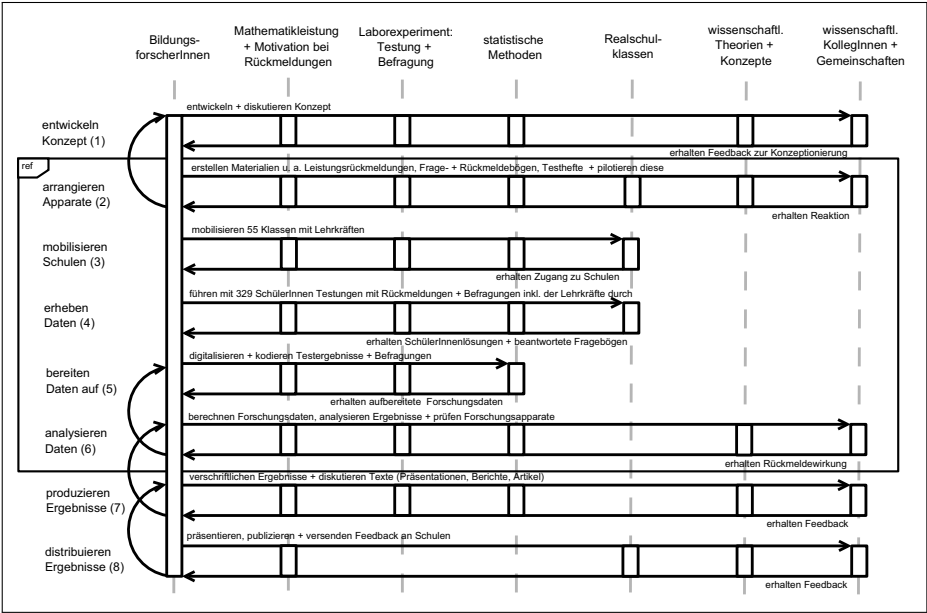 Bildungs-
forscherInnen
Mathematikleistung
+ Motivation bei
Rückmeldungen
Laborexperiment:
Testung +
Befragung
statistische
Methoden
Realschul-
klassen
wissenschaftl.
Theorien +
Konzepte
wissenschaftl.
KollegInnen +
Gemeinschaften
entwickeln
Konzept (1)
entwickeln + diskutieren Konzept
erhalten Feedback zur Konzeptionierung
ref
arrangieren
Apparate (2)
erstellen Materialien u. a. Leistungsrückmeldungen, Frage- + Rückmeldebögen, Testhefte + pilotieren diese
erhalten Reaktion
mobilisieren
Schulen (3)
mobilisieren 55 Klassen mit Lehrkräften
erhalten Zugang zu Schulen
erheben
Daten (4)
führen mit 329 SchülerInnen Testungen mit Rückmeldungen + Befragungen inkl. der Lehrkräfte durch
erhalten SchülerInnenlösungen + beantwortete Fragebögen
bereiten
Daten auf (5)
digitalisieren + kodieren Testergebnisse + Befragungen
erhalten aufbereitete Forschungsdaten
analysieren
Daten (6)
berechnen Forschungsdaten, analysieren Ergebnisse + prüfen Forschungsapparate
erhalten Rückmeldewirkung
produzieren
Ergebnisse (7)
verschriftlichen Ergebnisse + diskutieren Texte (Präsentationen, Berichte, Artikel)
erhalten Feedback
distribuieren
Ergebnisse (8)
präsentieren, publizieren + versenden Feedback an Schulen
erhalten Feedback